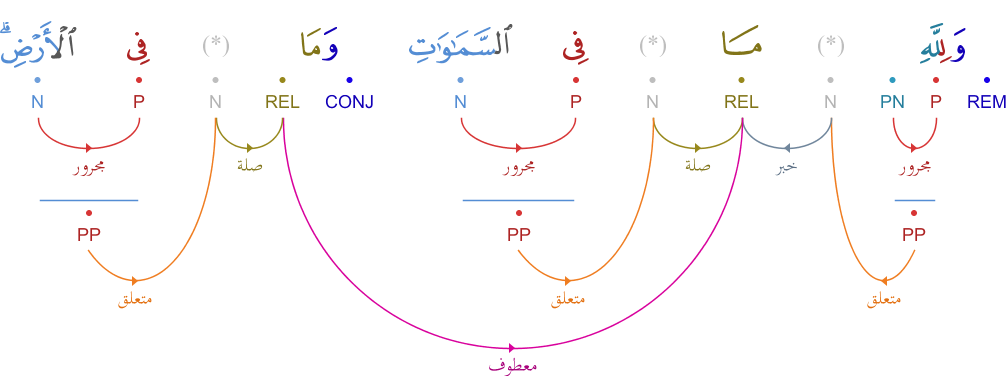 وَلِلَّهِ (*) مَا (*) فِى ٱلسَّمَـٰوَٰتِ وَمَا (*) فِى ٱلْأَرْضِ ۗ
REM P PN N REL N P N CONJ REL N P N
مجرور خبر صلة مجرور صلة مجرور
PP PP PP
متعلق متعلق متعلق
معطوف